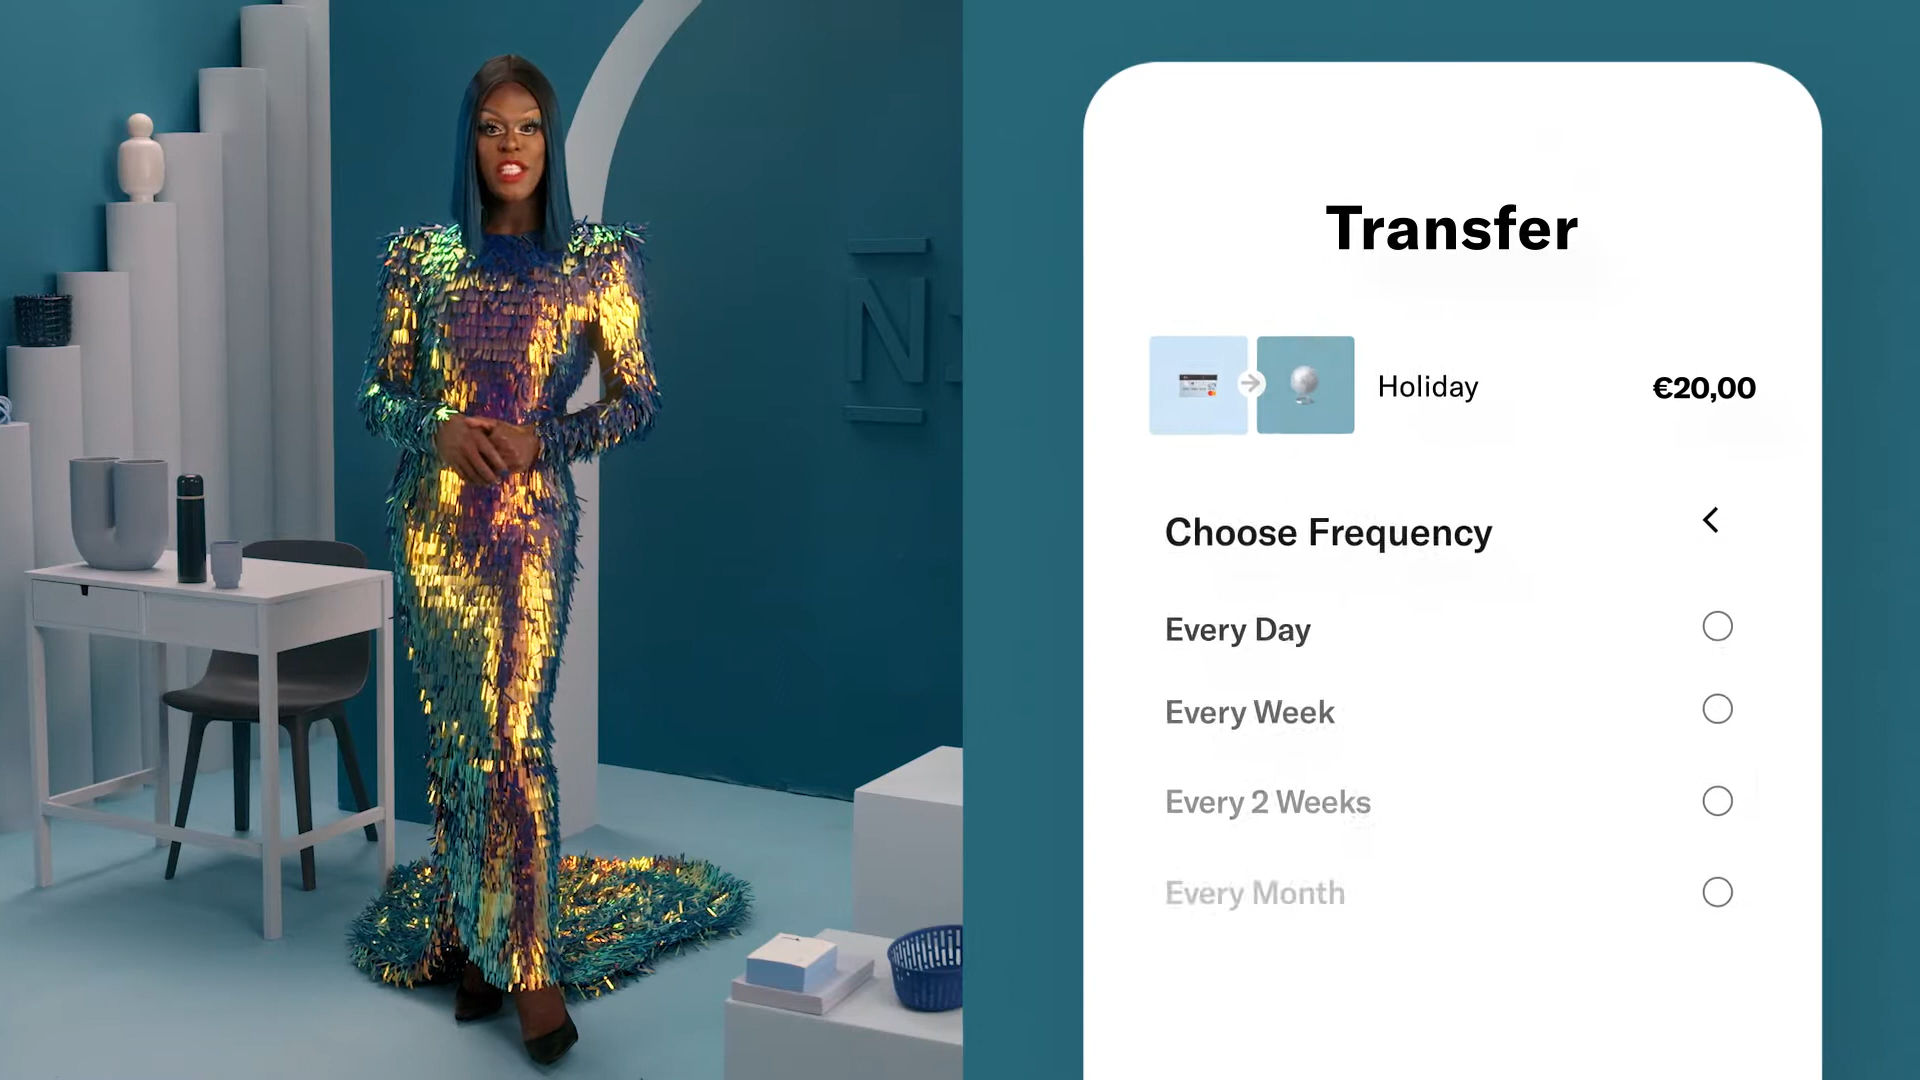 N
Transfer
Holiday €20,00
Choose Frequency
Every Day
Every Week
Every 2 Weeks
Every Month